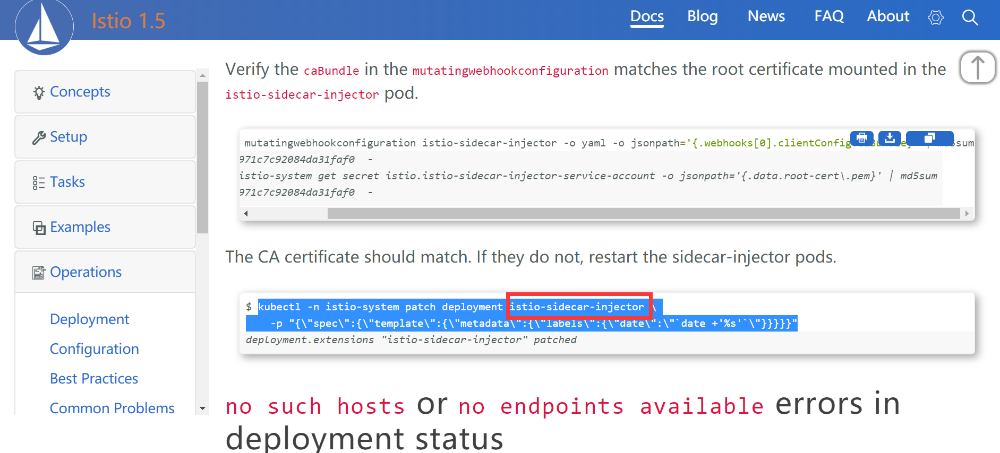 Istio 1.5
Docs
Blog
News
FAQ
About
Concepts
Setup
Tasks
Examples
Operations
Deployment
Configuration
Best Practices
Common Problems
Verify the caBundle in the mutatingwebhookconfiguration matches the root certificate mounted in the
istio-sidecar-injector pod.
mutatingwebhookconfiguration istio-sidecar-injector -o yaml -o jsonpath='{.webhooks[0].clientConfig
971c7c92084da31faf0  -
istio-system get secret istio.istio-sidecar-injector-service-account -o jsonpath='{.data.root-cert\.pem}' | md5sum
971c7c92084da31faf0  -
The CA certificate should match. If they do not, restart the sidecar-injector pods.
$ kubectl -n istio-system patch deployment istio-sidecar-injector \
-p "{\"spec\":{\"template\":{\"metadata\":{\"labels\":{\"date\":\"`date +'%s'`\"}}}}}"
deployment.extensions "istio-sidecar-injector" patched
no such hosts or no endpoints available errors in
deployment status